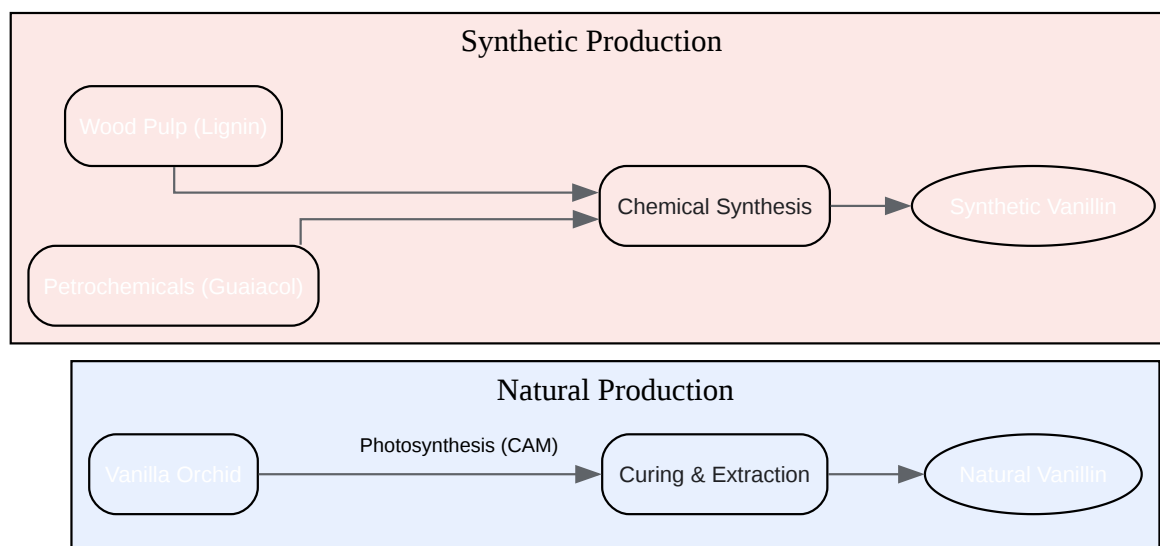 Synthetic Production
Wood Pulp (Lignin)
Chemical Synthesis
Synthetic Vanillin
Petrochemicals (Guaiacol)
Natural Production
Photosynthesis (CAM)
Vanilla Orchid
Curing & Extraction
Natural Vanillin